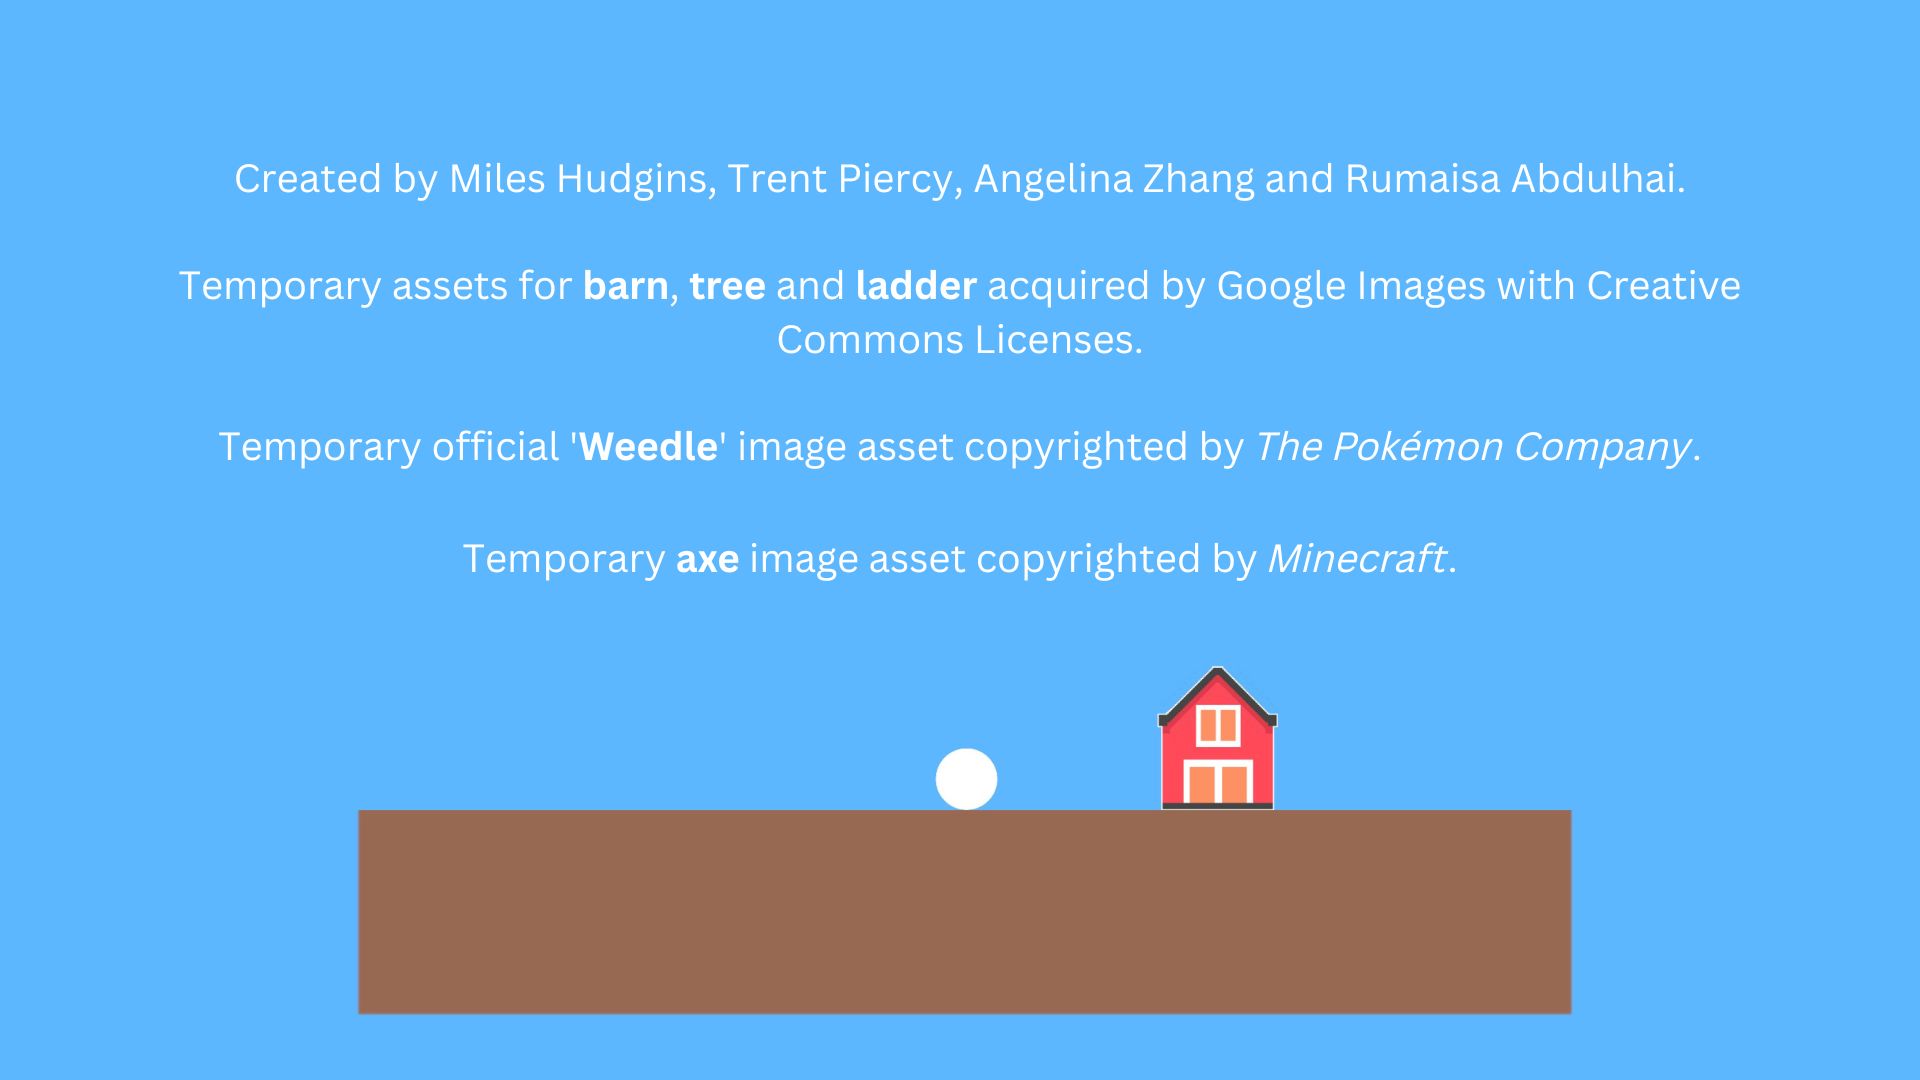 Created by Miles Hudgins, Trent Piercy, Angelina Zhang and Rumaisa Abdulhai.
Temporary assets for barn, tree and ladder acquired by Google Images with Creative
Commons Licenses.
Temporary official 'Weedle' image asset copyrighted by The Pokémon Company.
Temporary axe image asset copyrighted by Minecraft.